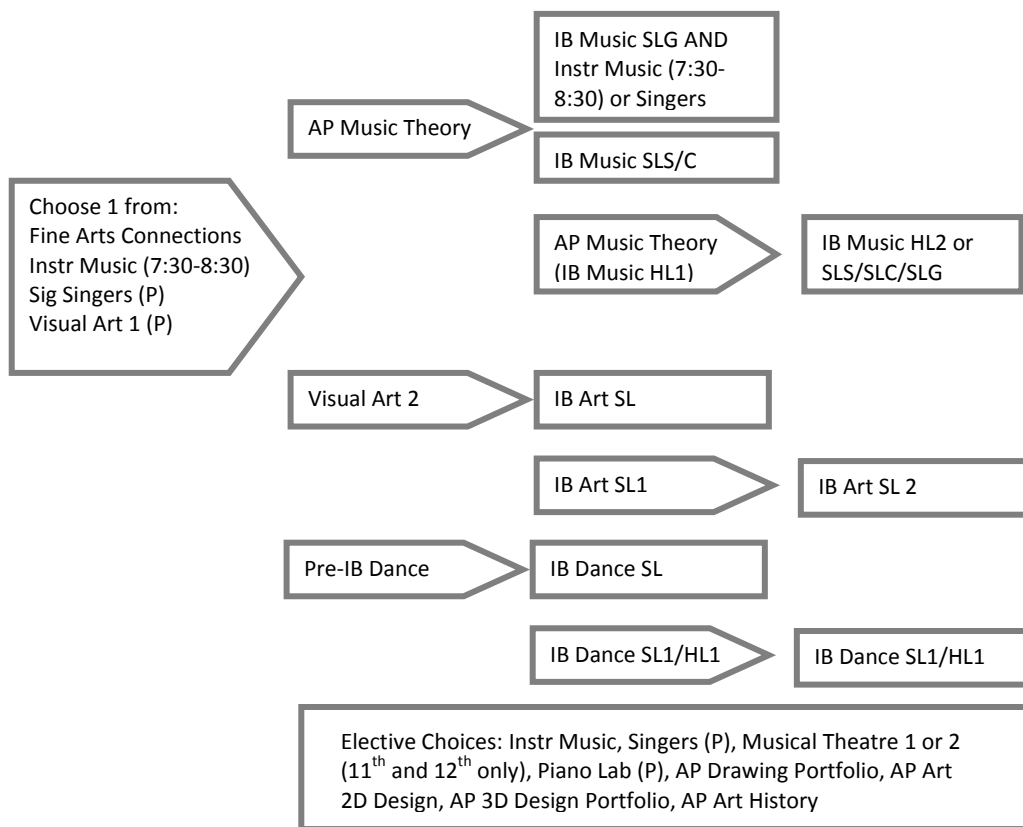 IB Music SLG AND
Instr Music (7:30-
8:30) or Singers
AP Music Theory
IB Music SLS/C
Choose 1 from:
Fine Arts Connections
Instr Music (7:30-8:30)
Sig Singers (P)
Visual Art 1 (P)
AP Music Theory
(IB Music HL1)
IB Music HL2 or
SLS/SLC/SLG
Visual Art 2
IB Art SL
IB Art SL1
IB Art SL 2
Pre-IB Dance
IB Dance SL
IB Dance SL1/HL1
IB Dance SL1/HL1
Elective Choices: Instr Music, Singers (P), Musical Theatre 1 or 2
(11th and 12th only), Piano Lab (P), AP Drawing Portfolio, AP Art
2D Design, AP 3D Design Portfolio, AP Art History